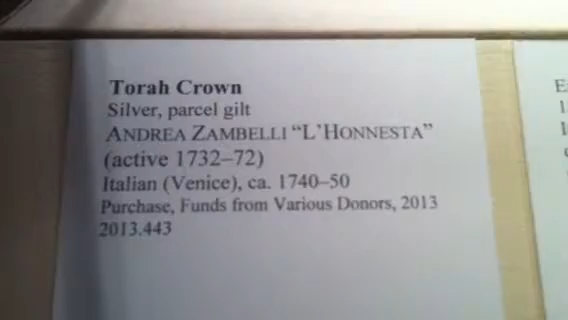 Torah Crown
Silver, parcel gilt
ANDREA ZAMBELLI “L’HONNESTA”
(active 1732–72)
Italian (Venice), ca. 1740–50
Purchase, Funds from Various Donors, 2013
2013.443